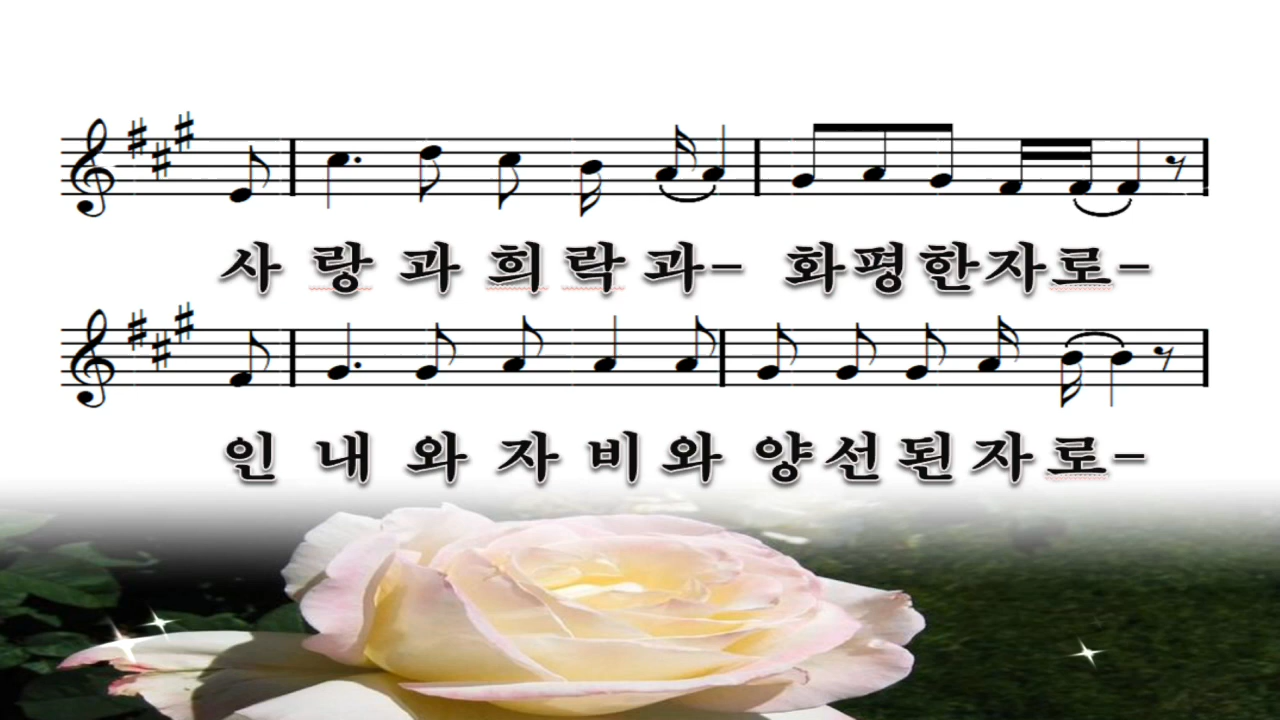 사 랑 과 희 락 과- 화평한자로-
인 내 와 자 비 와 양선된자로-